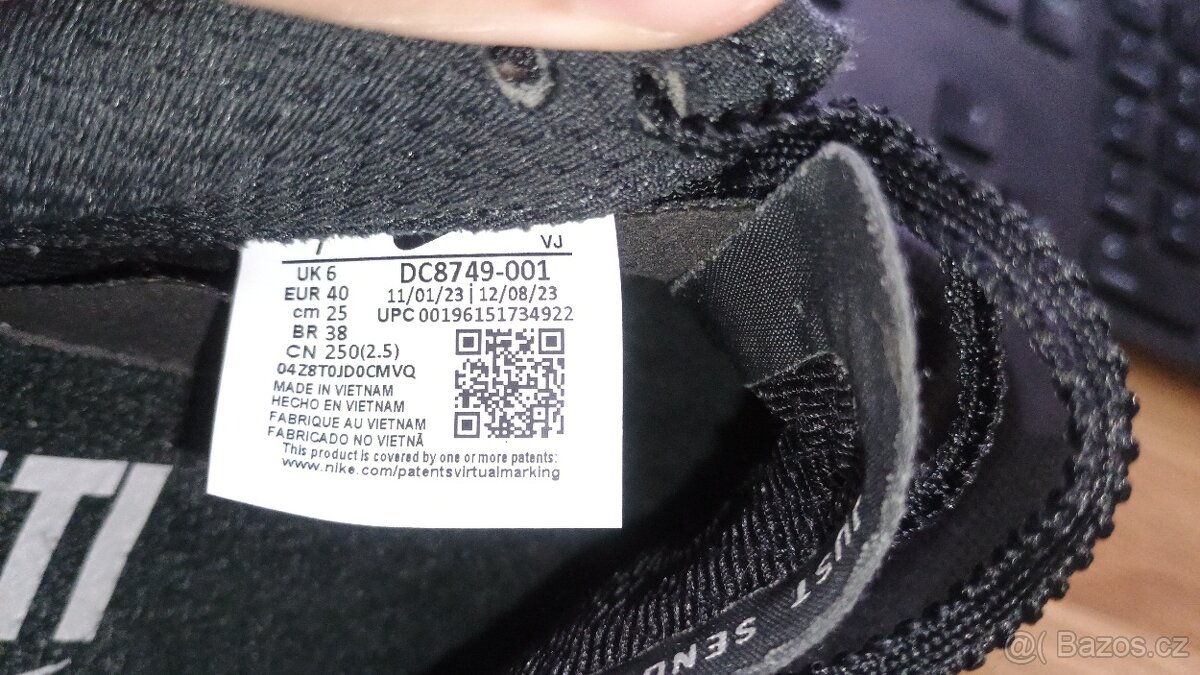 VJ
UK 6
EUR 40
cm 25
BR 38
CN 250(2.5)
04Z8T0JD0CMVQ
DC8749-001
11/01/23 | 12/08/23
UPC 00196151734922
MADE IN VIETNAM
HECHO EN VIETNAM
FABRIQUE AU VIETNAM
FABRICADO NO VIETNÃ
This product is covered by one or more patents:
www.nike.com/patentsvirtualmarking
TI
JUST
SEND
@( Bazos.cz